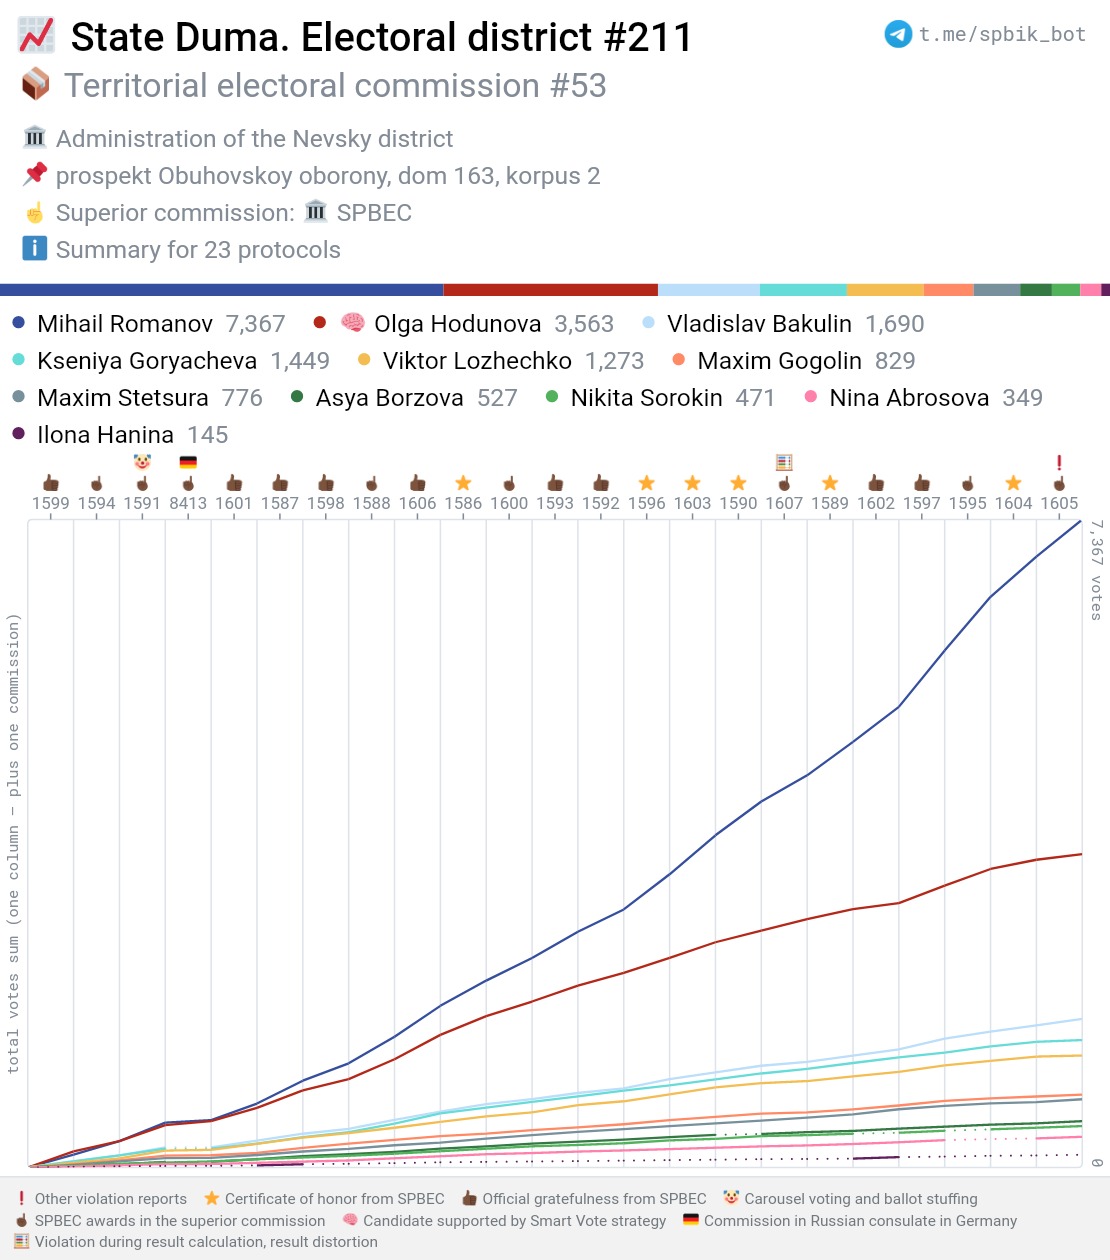 State Duma. Electoral district #211
t.me/spbik_bot
Territorial electoral commission #53
Administration of the Nevsky district
prospekt Obuhovskoy oborony, dom 163, korpus 2
Superior commission: SPBEC
Summary for 23 protocols
Mihail Romanov 7,367 Olga Hodunova 3,563 Vladislav Bakulin 1,690
Kseniya Goryacheva 1,449 Viktor Lozhechko 1,273 Maxim Gogolin 829
Maxim Stetsura 776 Asya Borzova 527 Nikita Sorokin 471 Nina Abrosova 349
Ilona Hanina 145
1599 1594 1591 8413 1601 1587 1598 1588 1606 1586 1600 1593 1592 1596 1603 1590 1607 1589 1602 1597 1595 1604 1605
7,367 votes
total votes sum (one column – plus one commission)
0
Other violation reports Certificate of honor from SPBEC Official gratefulness from SPBEC Carousel voting and ballot stuffing
SPBEC awards in the superior commission Candidate supported by Smart Vote strategy Commission in Russian consulate in Germany
Violation during result calculation, result distortion